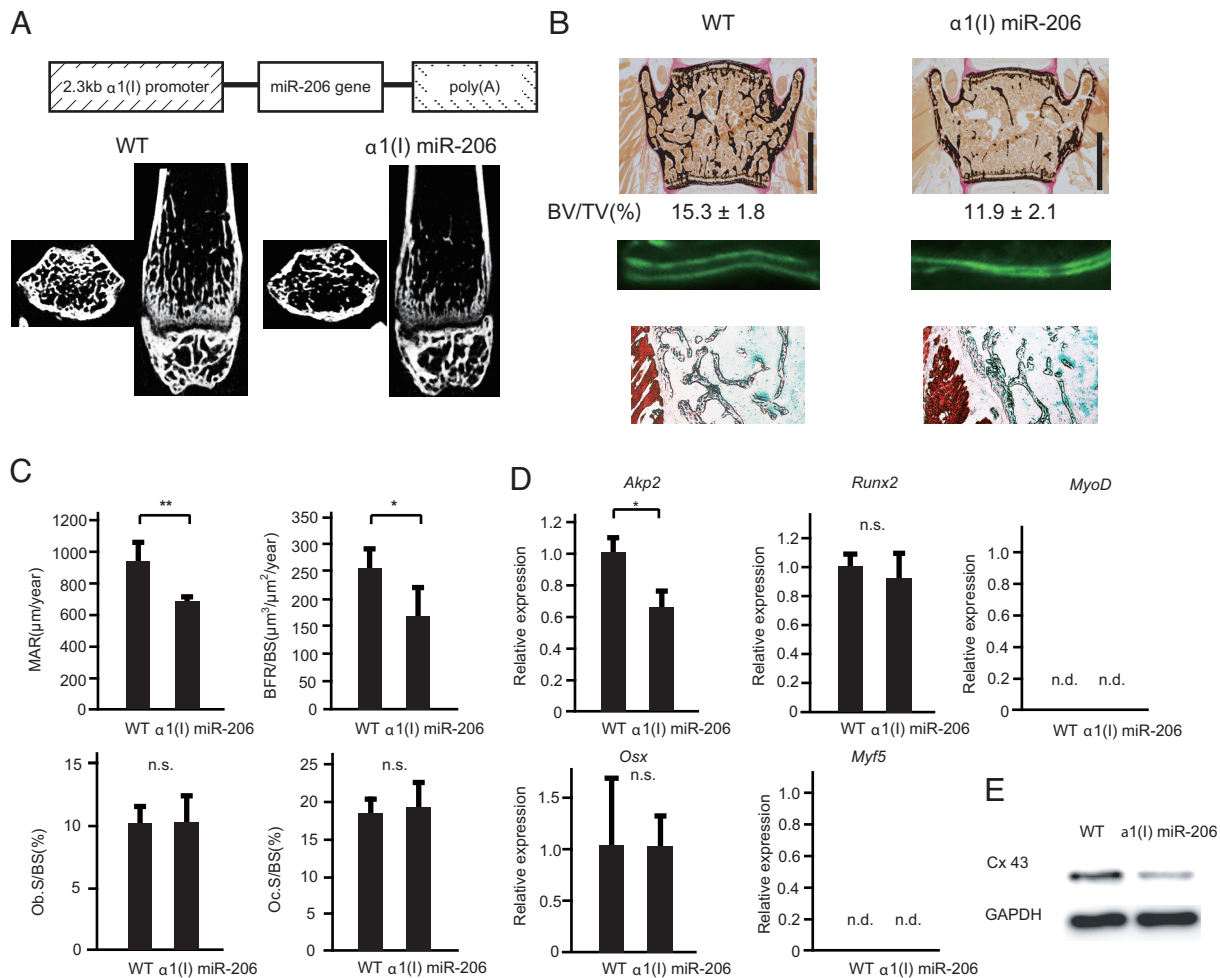 A
2.3kb α1(I) promoter
miR-206 gene
poly(A)
WT
α1(I) miR-206
B
WT
α1(I) miR-206
BV/TV(%)
15.3 ± 1.8
11.9 ± 2.1
C
**
MAR(μm/year)
1200
1000
800
600
400
200
0
WT α1(I) miR-206
*
BFR/BS(μm³/μm²/year)
350
300
250
200
150
100
50
0
WT α1(I) miR-206
n.s.
Ob.S/BS(%)
15
10
5
0
WT α1(I) miR-206
n.s.
Oc.S/BS(%)
25
20
15
10
5
0
WT α1(I) miR-206
D
Akp2
*
Relative expression
1.2
1.0
0.8
0.6
0.4
0.2
0
WT α1(I) miR-206
Runx2
n.s.
Relative expression
1.2
1.0
0.8
0.6
0.4
0.2
0
WT α1(I) miR-206
MyoD
Relative expression
1.0
0.8
0.6
0.4
0.2
0
n.d. n.d.
WT α1(I) miR-206
Osx
n.s.
Relative expression
1.5
1.0
0.5
0
WT α1(I) miR-206
Myf5
Relative expression
1.0
0.8
0.6
0.4
0.2
0
n.d. n.d.
WT α1(I) miR-206
E
WT a1(I) miR-206
Cx 43
GAPDH